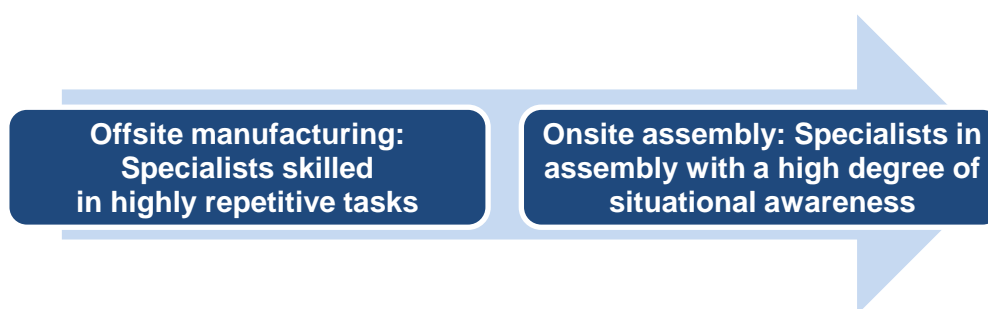 Offsite manufacturing:
Specialists skilled
in highly repetitive tasks
Onsite assembly: Specialists in
assembly with a high degree of
situational awareness